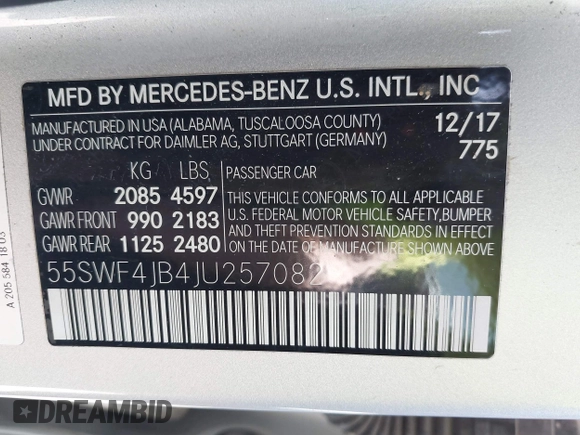 MFD BY MERCEDES-BENZ U.S. INTL., INC
MANUFACTURED IN USA (ALABAMA, TUSCALOOSA COUNTY) 12/17
UNDER CONTRACT FOR DAIMLER AG, STUTTGART (GERMANY) 775
KG LBS PASSENGER CAR
GVWR 2085 4597 THIS VEHICLE CONFORMS TO ALL APPLICABLE
GAWR FRONT 990 2183 U.S. FEDERAL MOTOR VEHICLE SAFETY,BUMPER
GAWR REAR 1125 2480 AND THEFT PREVENTION STANDARDS IN EFFECT
ON THE DATE OF MANUFACTURE SHOWN ABOVE.
55SWF4JB4JU257082
A 205 584 18 03
DREAMBID